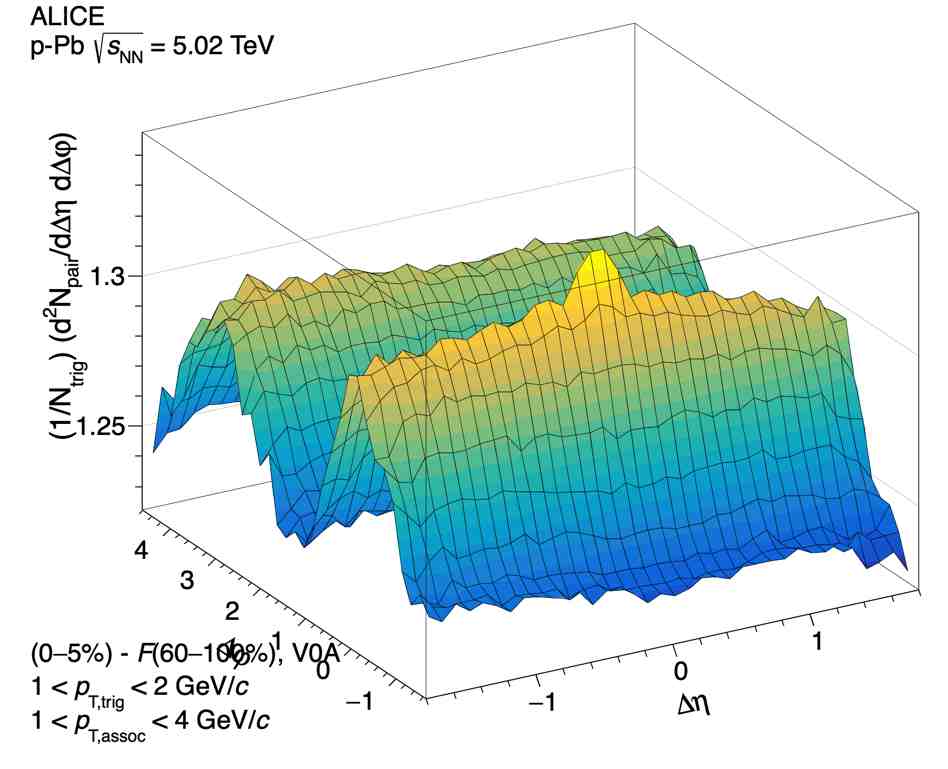 ALICE
p-Pb √s_NN = 5.02 TeV
(1/N_trig) (d²N_pair/dΔη dΔφ)
1.3
1.25
4
3
2
1
0
−1
Δφ
−1
0
1
Δη
(0–5%) - F(60–100%), V0A
1 < p_T,trig < 2 GeV/c
1 < p_T,assoc < 4 GeV/c